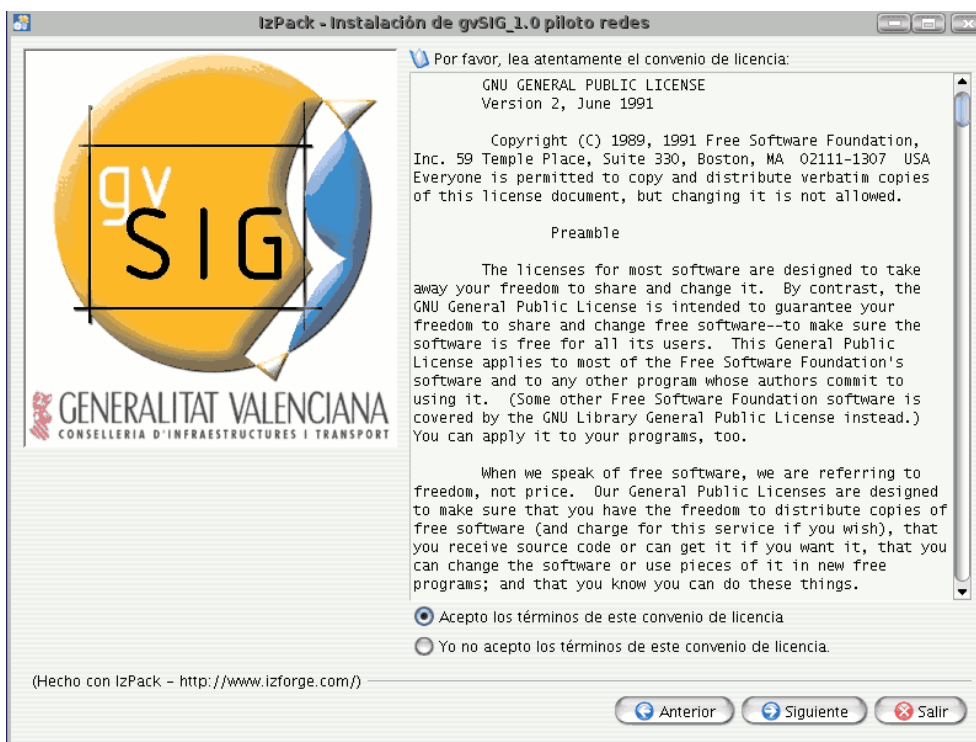 IzPack - Instalación de gvSIG_1.0 piloto redes
gv
SIG
GENERALITAT VALENCIANA
CONSELLERIA D'INFRAESTRUCTURES I TRANSPORT
Por favor, lea atentamente el convenio de licencia:
GNU GENERAL PUBLIC LICENSE
Version 2, June 1991
Copyright (C) 1989, 1991 Free Software Foundation,
Inc. 59 Temple Place, Suite 330, Boston, MA  02111-1307  USA
Everyone is permitted to copy and distribute verbatim copies
of this license document, but changing it is not allowed.
Preamble
The licenses for most software are designed to take
away your freedom to share and change it.  By contrast, the
GNU General Public License is intended to guarantee your
freedom to share and change free software--to make sure the
software is free for all its users.  This General Public
License applies to most of the Free Software Foundation's
software and to any other program whose authors commit to
using it.  (Some other Free Software Foundation software is
covered by the GNU Library General Public License instead.)
You can apply it to your programs, too.
When we speak of free software, we are referring to
freedom, not price.  Our General Public Licenses are designed
to make sure that you have the freedom to distribute copies of
free software (and charge for this service if you wish), that
you receive source code or can get it if you want it, that you
can change the software or use pieces of it in new free
programs; and that you know you can do these things.
Acepto los términos de este convenio de licencia
Yo no acepto los términos de este convenio de licencia.
(Hecho con IzPack - http://www.izforge.com/)
Anterior
Siguiente
Salir